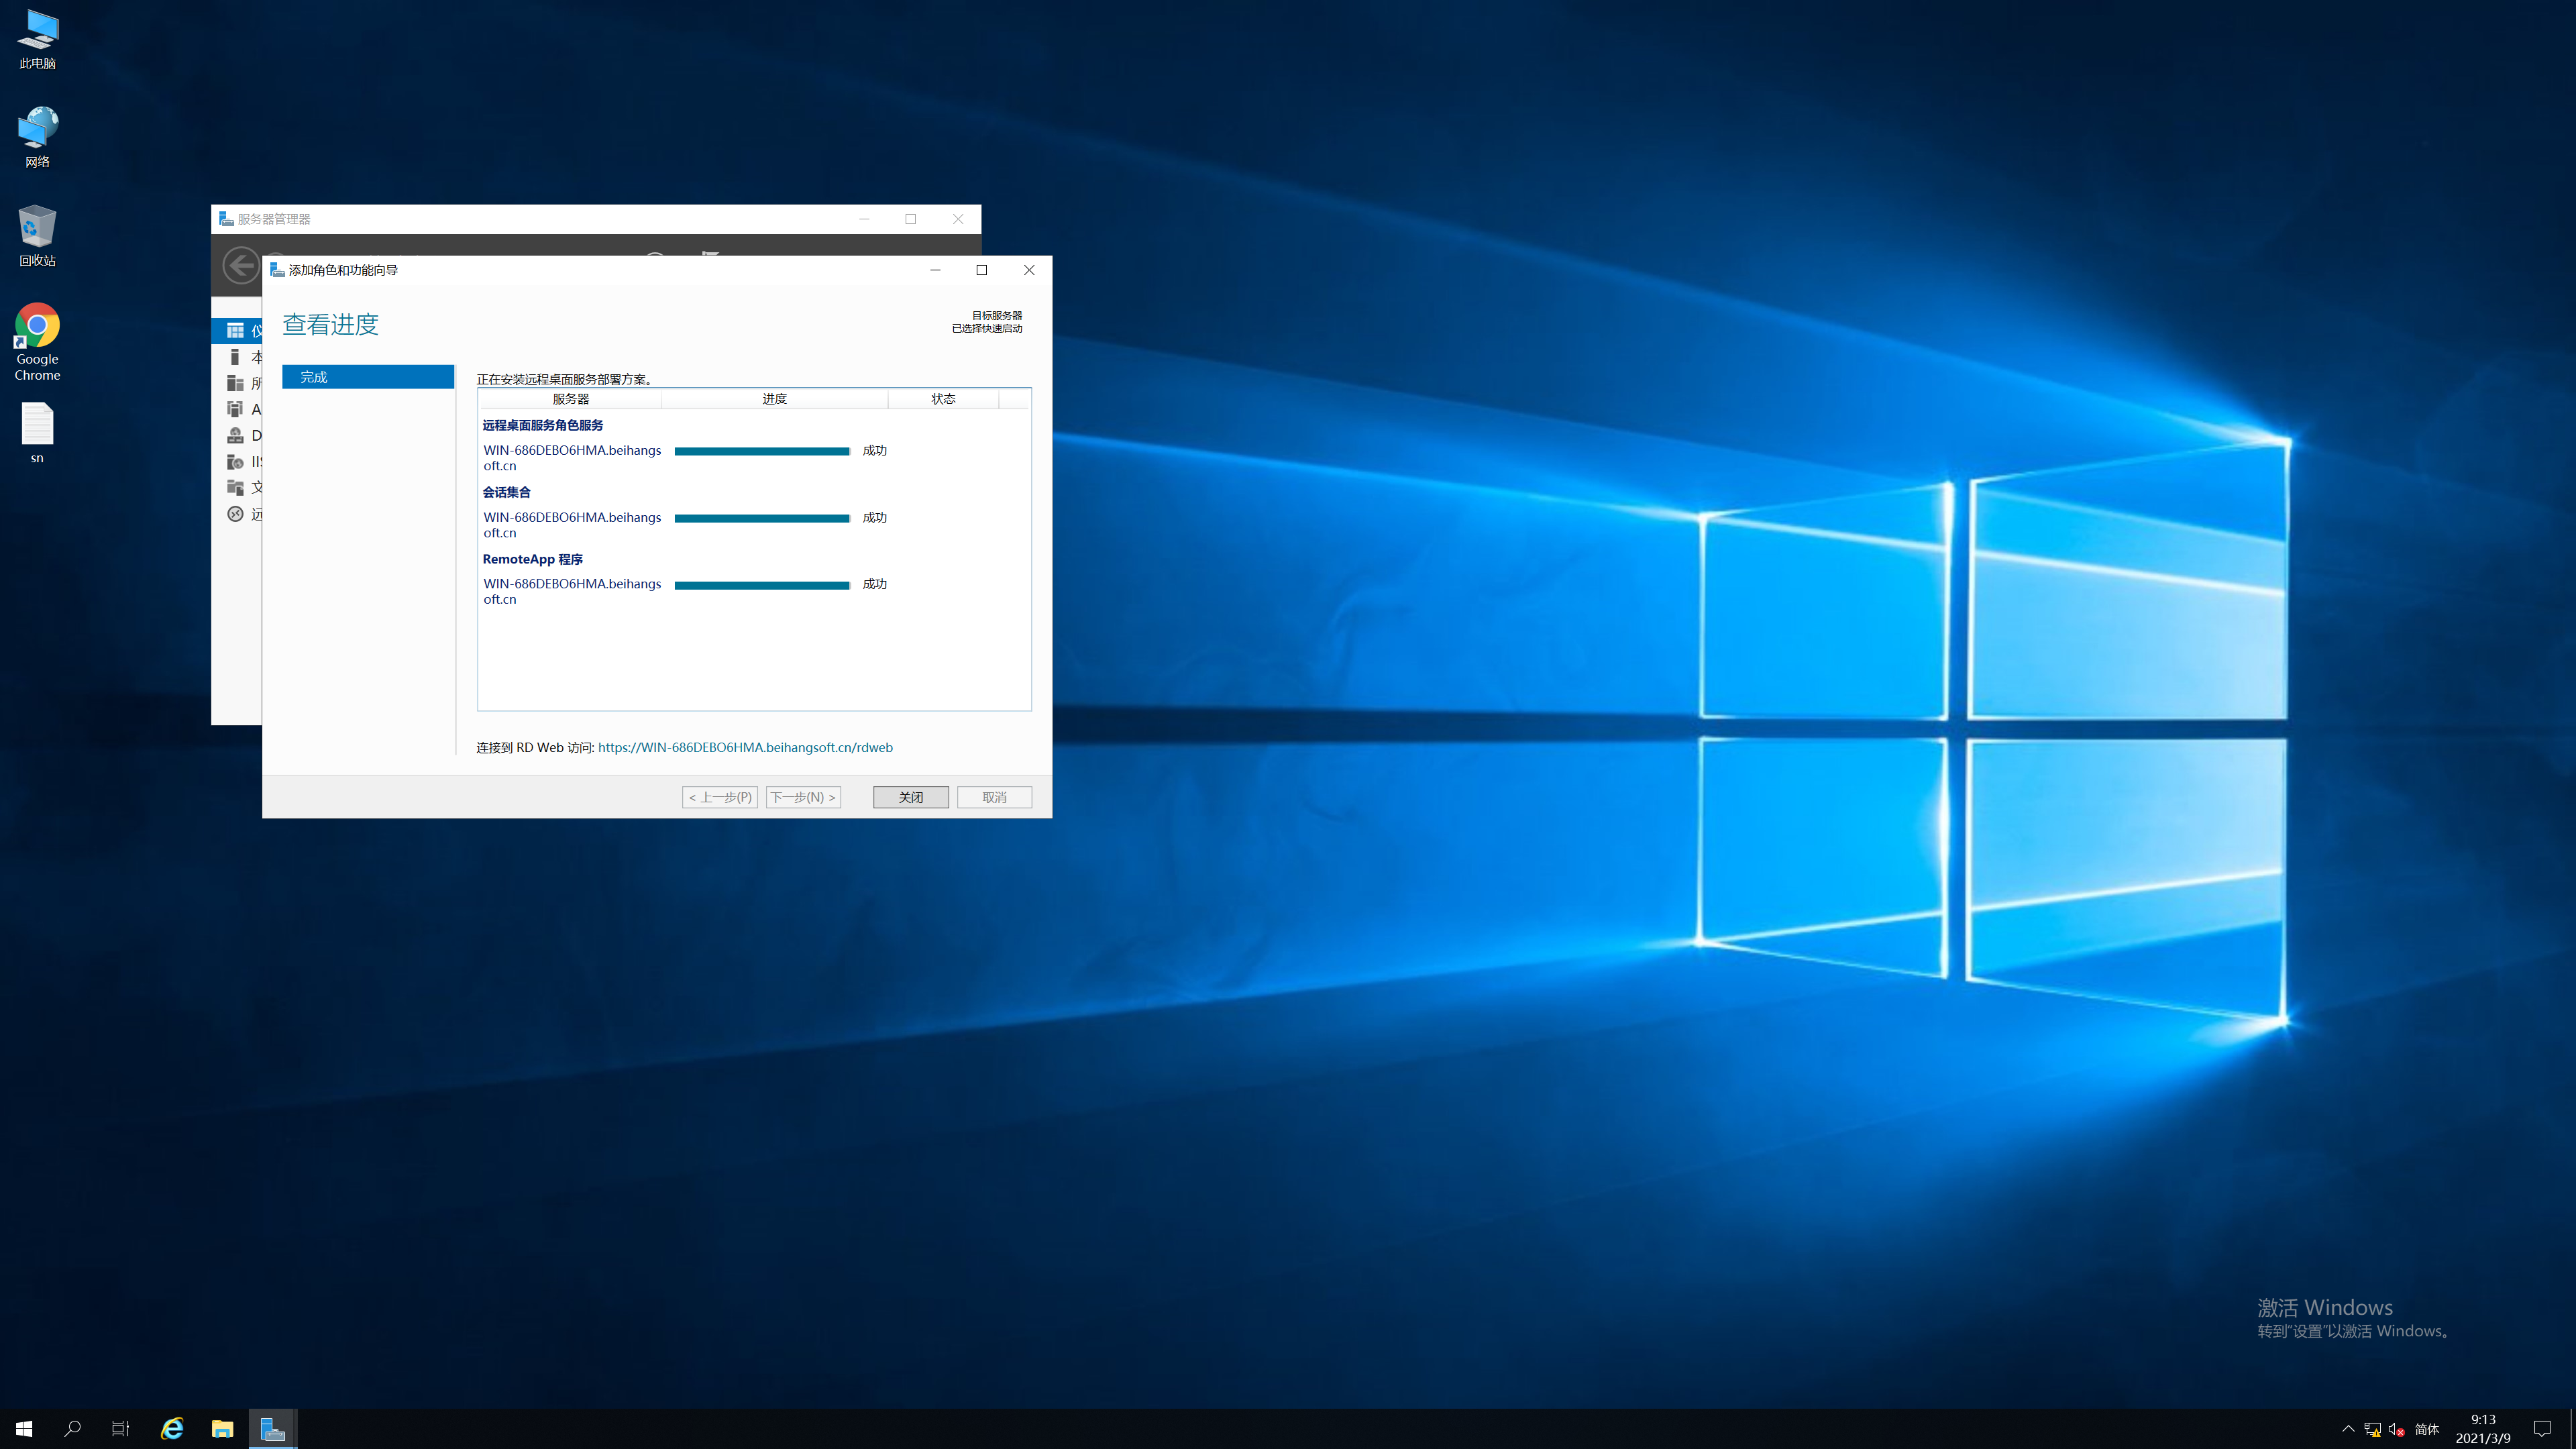 此电脑
网络
回收站
Google
Chrome
sn
服务器管理器
添加角色和功能向导
查看进度
目标服务器
已选择快速启动
完成
正在安装远程桌面服务部署方案。
服务器 进度 状态
远程桌面服务角色服务
WIN-686DEBO6HMA.beihangs 成功
oft.cn
会话集合
WIN-686DEBO6HMA.beihangs 成功
oft.cn
RemoteApp 程序
WIN-686DEBO6HMA.beihangs 成功
oft.cn
连接到 RD Web 访问: https://WIN-686DEBO6HMA.beihangsoft.cn/rdweb
< 上一步(P) 下一步(N) > 关闭 取消
仪
本
所
A
D
IIS
文
远
激活 Windows
转到"设置"以激活 Windows。
简体
9:13
2021/3/9